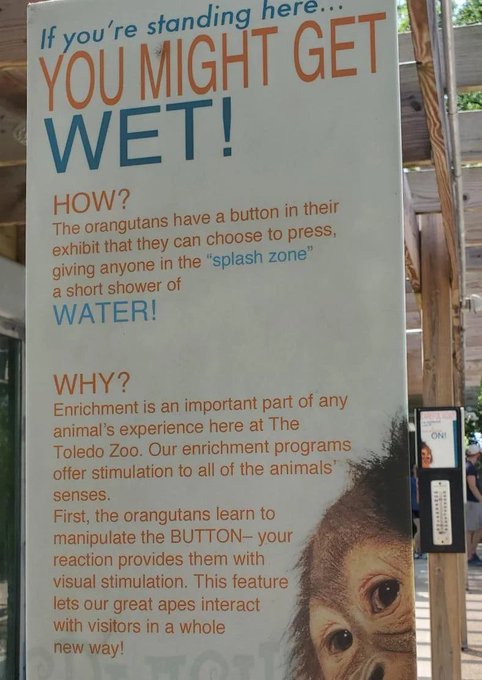 If you're standing here...
YOU MIGHT GET
WET!
HOW?
The orangutans have a button in their
exhibit that they can choose to press,
giving anyone in the "splash zone"
a short shower of
WATER!
WHY?
Enrichment is an important part of any
animal's experience here at The
Toledo Zoo. Our enrichment programs
offer stimulation to all of the animals'
senses.
First, the orangutans learn to
manipulate the BUTTON– your
reaction provides them with
visual stimulation. This feature
lets our great apes interact
with visitors in a whole
new way!
ON!